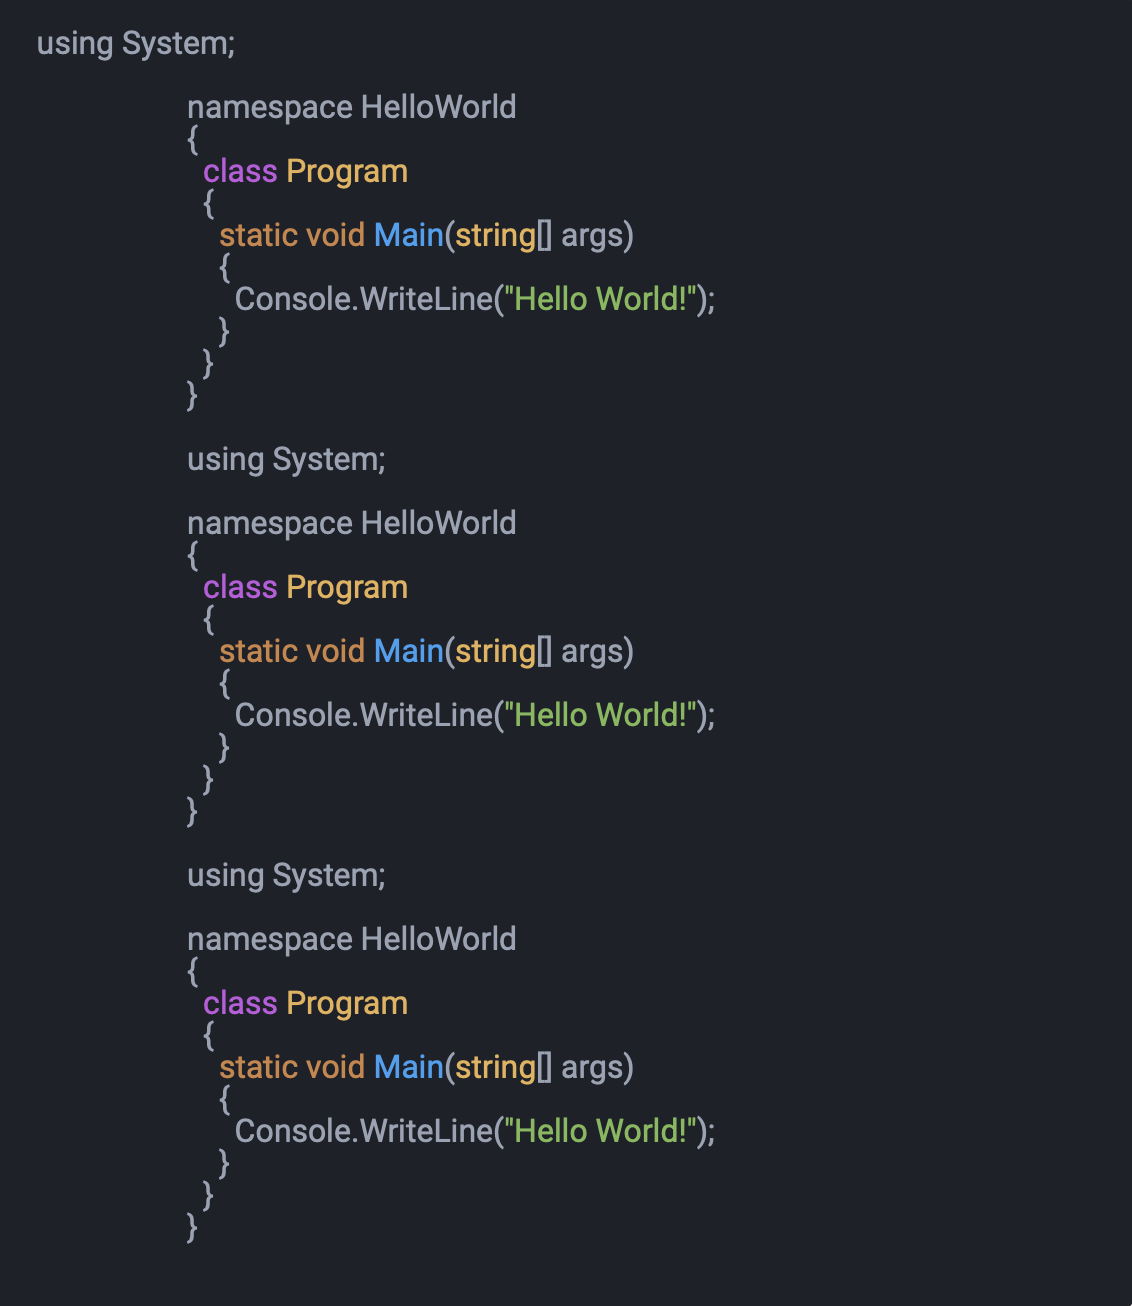 using System;
namespace HelloWorld
{
class Program
{
static void Main(string[] args)
{
Console.WriteLine("Hello World!");
}
}
}
using System;
namespace HelloWorld
{
class Program
{
static void Main(string[] args)
{
Console.WriteLine("Hello World!");
}
}
}
using System;
namespace HelloWorld
{
class Program
{
static void Main(string[] args)
{
Console.WriteLine("Hello World!");
}
}
}